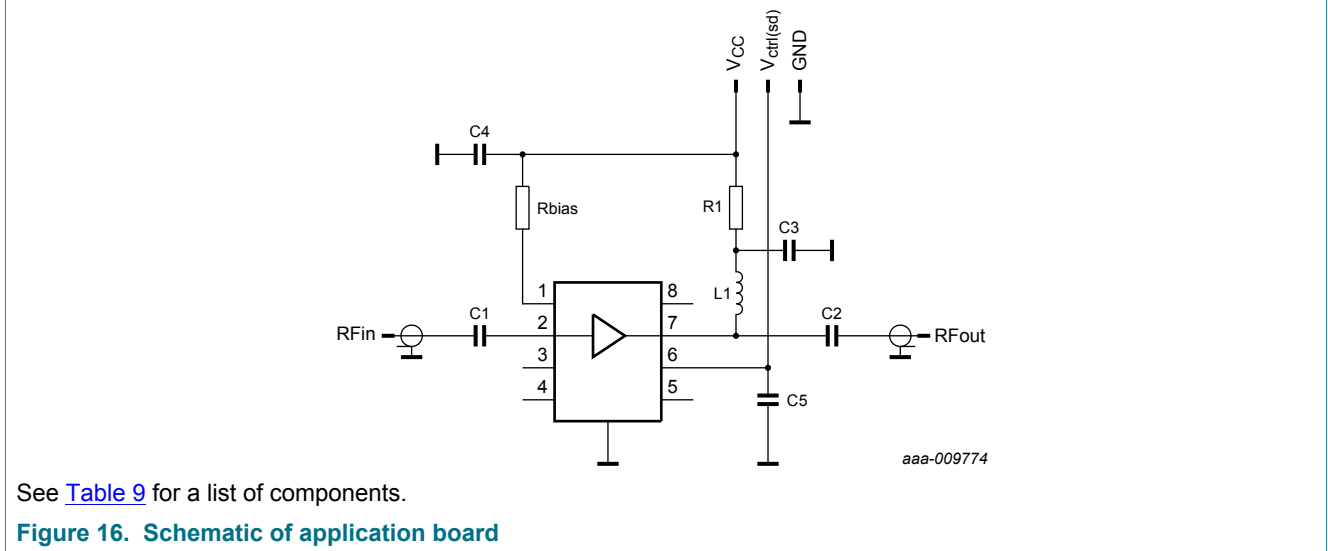 VCC
Vctrl(sd)
GND
C4
Rbias
R1
C3
L1
1
8
C1
C2
RFin
2
7
RFout
3
6
4
5
C5
aaa-009774
See Table 9 for a list of components.
Figure 16. Schematic of application board